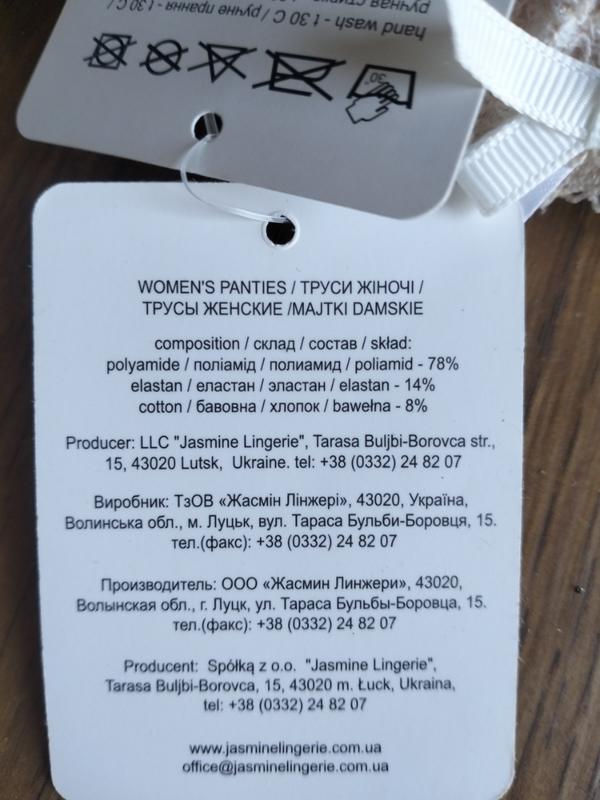 ручная стирка
hand wash - t 30 C / ручне прання - t 30 C /
30°
WOMEN'S PANTIES / ТРУСИ ЖІНОЧІ /
ТРУСЫ ЖЕНСКИЕ /MAJTKI DAMSKIE
composition / склад / состав / skład:
polyamide / поліамід / полиамид / poliamid - 78%
elastan / еластан / эластан / elastan - 14%
cotton / бавовна / хлопок / bawełna - 8%
Producer: LLC "Jasmine Lingerie", Tarasa Buljbi-Borovca str.,
15, 43020 Lutsk, Ukraine. tel: +38 (0332) 24 82 07
Виробник: ТзОВ «Жасмін Лінжері», 43020, Україна,
Волинська обл., м. Луцьк, вул. Тараса Бульби-Боровця, 15.
тел.(факс): +38 (0332) 24 82 07
Производитель: ООО «Жасмин Линжери», 43020,
Волынская обл., г. Луцк, ул. Тараса Бульбы-Боровца, 15.
тел.(факс): +38 (0332) 24 82 07
Producent: Spółką z o.o. "Jasmine Lingerie",
Tarasa Buljbi-Borovca, 15, 43020 m. Łuck, Ukraina,
tel: +38 (0332) 24 82 07
www.jasminelingerie.com.ua
office@jasminelingerie.com.ua